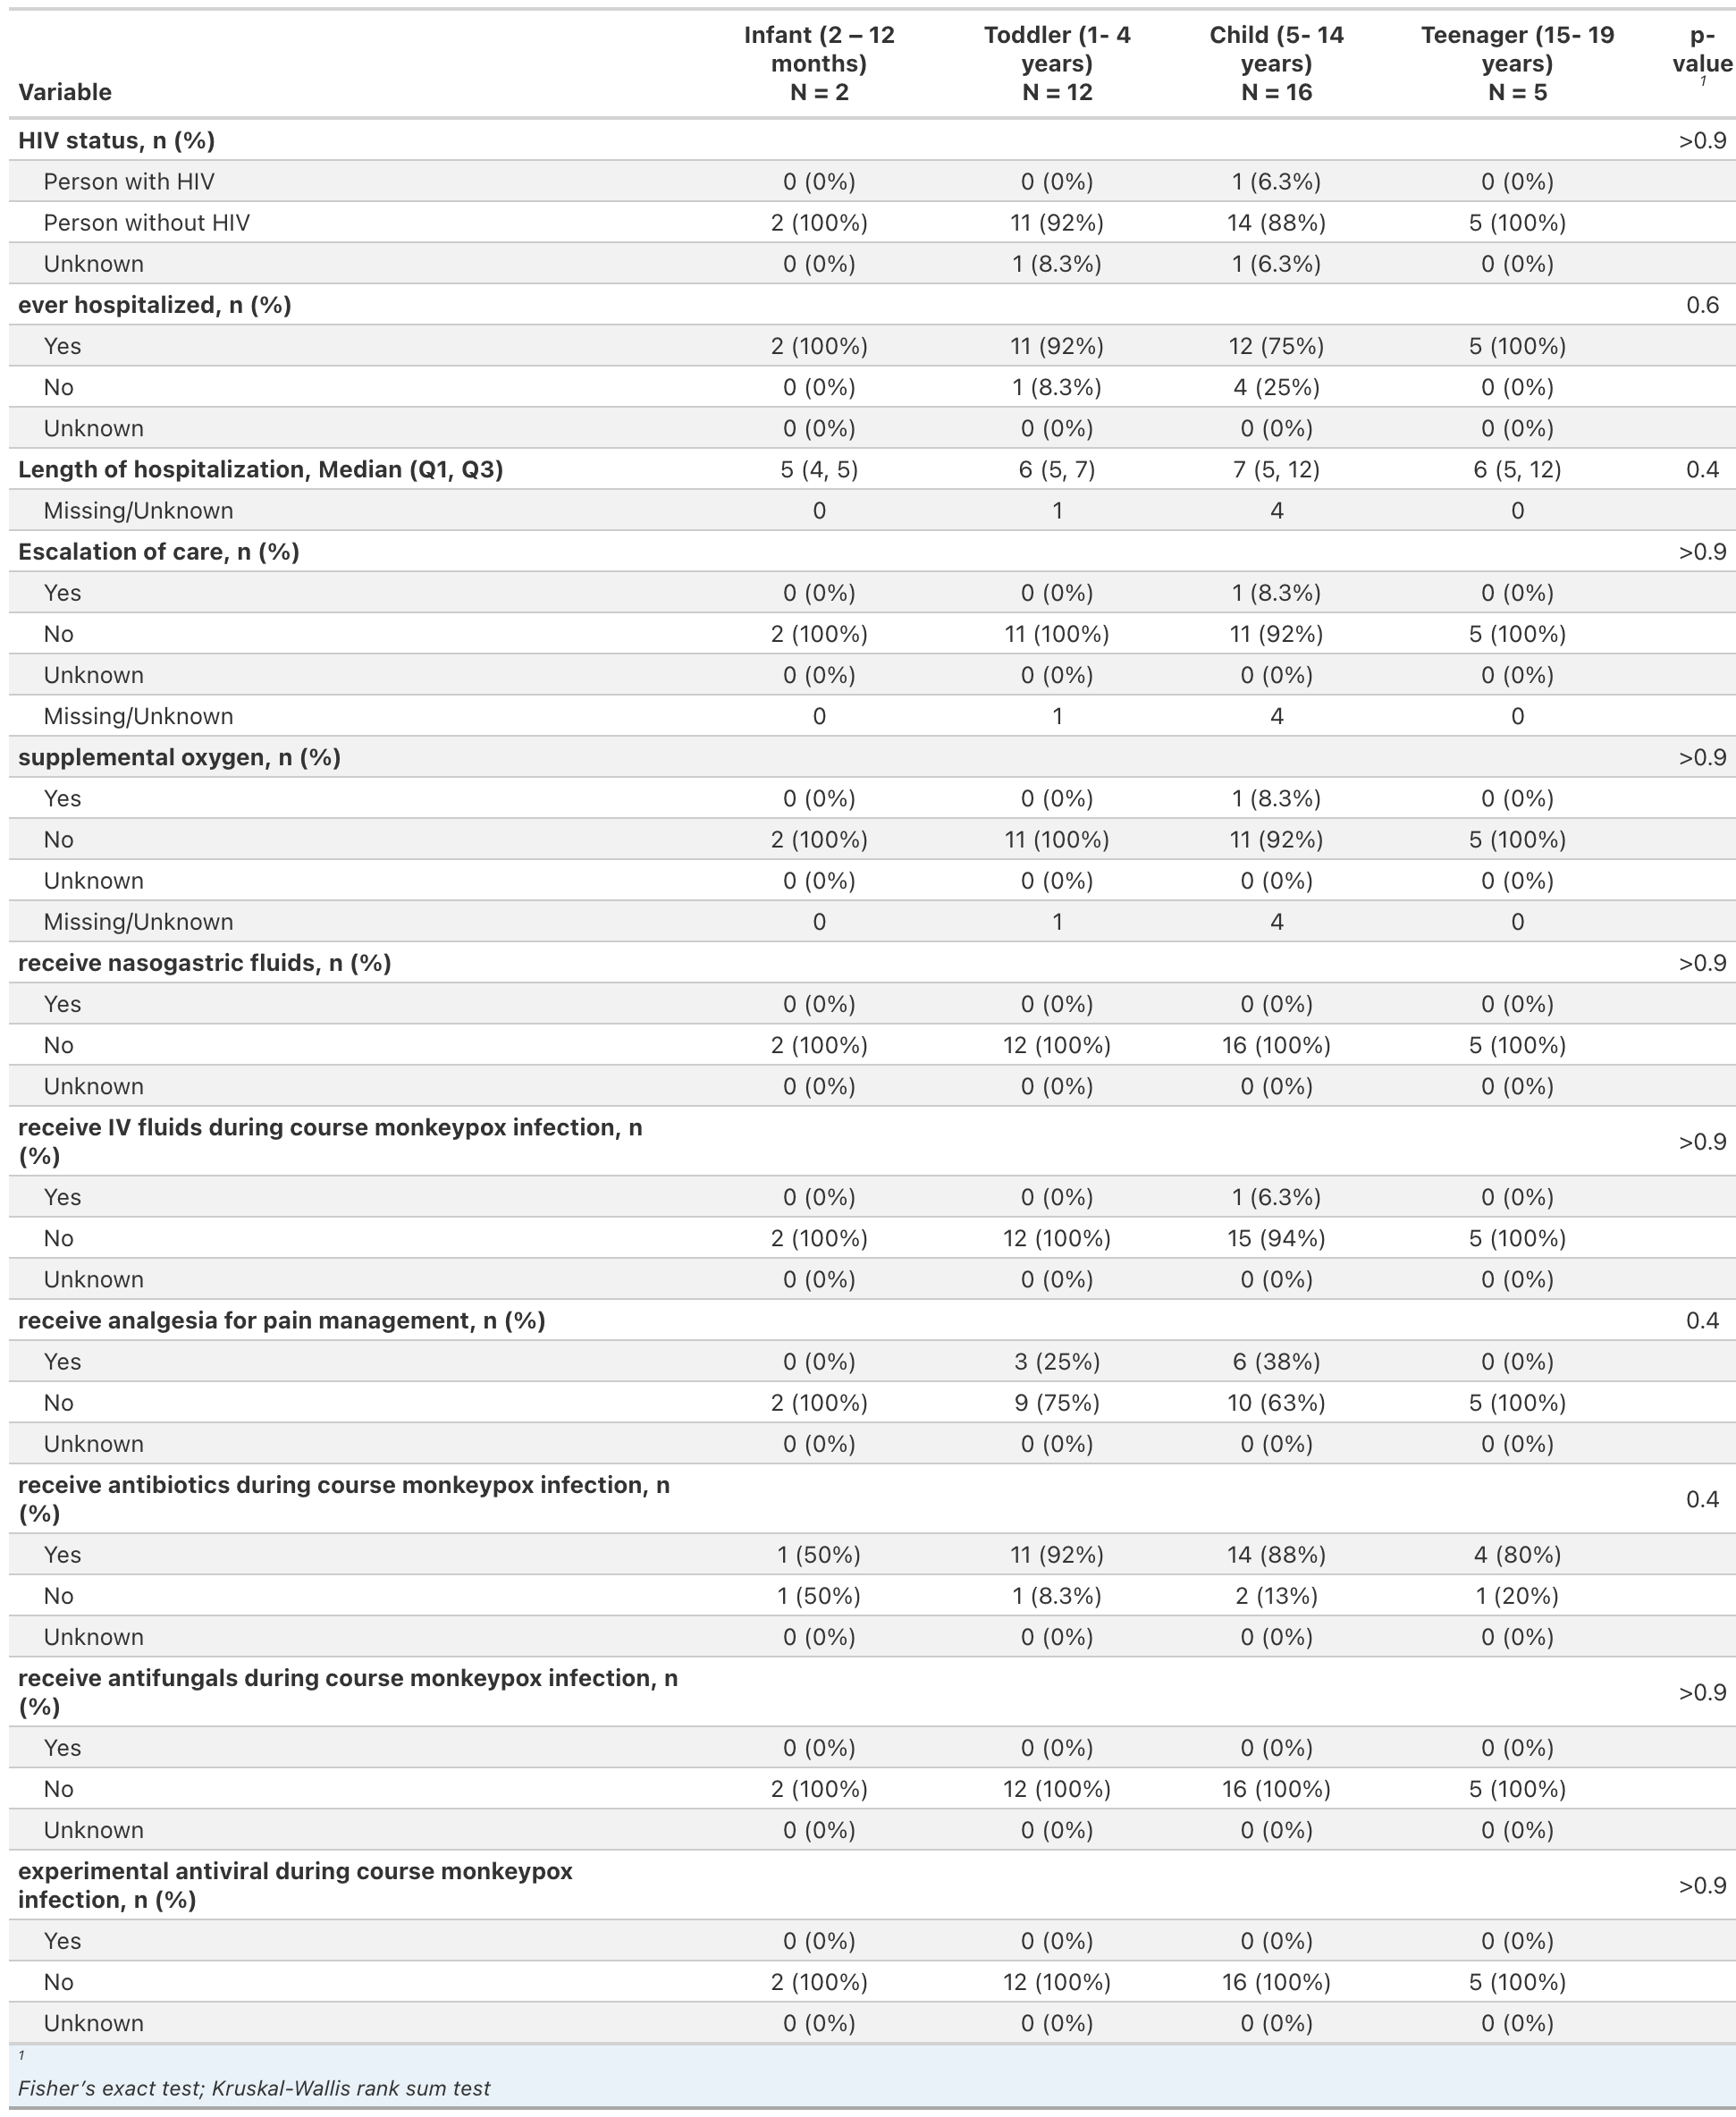 Variable Infant (2 – 12 months) N = 2 Toddler (1- 4 years) N = 12 Child (5- 14 years) N = 16 Teenager (15- 19 years) N = 5 p-value 1
HIV status, n (%) >0.9
Person with HIV 0 (0%) 0 (0%) 1 (6.3%) 0 (0%)
Person without HIV 2 (100%) 11 (92%) 14 (88%) 5 (100%)
Unknown 0 (0%) 1 (8.3%) 1 (6.3%) 0 (0%)
ever hospitalized, n (%) 0.6
Yes 2 (100%) 11 (92%) 12 (75%) 5 (100%)
No 0 (0%) 1 (8.3%) 4 (25%) 0 (0%)
Unknown 0 (0%) 0 (0%) 0 (0%) 0 (0%)
Length of hospitalization, Median (Q1, Q3) 5 (4, 5) 6 (5, 7) 7 (5, 12) 6 (5, 12) 0.4
Missing/Unknown 0 1 4 0
Escalation of care, n (%) >0.9
Yes 0 (0%) 0 (0%) 1 (8.3%) 0 (0%)
No 2 (100%) 11 (100%) 11 (92%) 5 (100%)
Unknown 0 (0%) 0 (0%) 0 (0%) 0 (0%)
Missing/Unknown 0 1 4 0
supplemental oxygen, n (%) >0.9
Yes 0 (0%) 0 (0%) 1 (8.3%) 0 (0%)
No 2 (100%) 11 (100%) 11 (92%) 5 (100%)
Unknown 0 (0%) 0 (0%) 0 (0%) 0 (0%)
Missing/Unknown 0 1 4 0
receive nasogastric fluids, n (%) >0.9
Yes 0 (0%) 0 (0%) 0 (0%) 0 (0%)
No 2 (100%) 12 (100%) 16 (100%) 5 (100%)
Unknown 0 (0%) 0 (0%) 0 (0%) 0 (0%)
receive IV fluids during course monkeypox infection, n
(%) >0.9
Yes 0 (0%) 0 (0%) 1 (6.3%) 0 (0%)
No 2 (100%) 12 (100%) 15 (94%) 5 (100%)
Unknown 0 (0%) 0 (0%) 0 (0%) 0 (0%)
receive analgesia for pain management, n (%) 0.4
Yes 0 (0%) 3 (25%) 6 (38%) 0 (0%)
No 2 (100%) 9 (75%) 10 (63%) 5 (100%)
Unknown 0 (0%) 0 (0%) 0 (0%) 0 (0%)
receive antibiotics during course monkeypox infection, n
(%) 0.4
Yes 1 (50%) 11 (92%) 14 (88%) 4 (80%)
No 1 (50%) 1 (8.3%) 2 (13%) 1 (20%)
Unknown 0 (0%) 0 (0%) 0 (0%) 0 (0%)
receive antifungals during course monkeypox infection, n
(%) >0.9
Yes 0 (0%) 0 (0%) 0 (0%) 0 (0%)
No 2 (100%) 12 (100%) 16 (100%) 5 (100%)
Unknown 0 (0%) 0 (0%) 0 (0%) 0 (0%)
experimental antiviral during course monkeypox
infection, n (%) >0.9
Yes 0 (0%) 0 (0%) 0 (0%) 0 (0%)
No 2 (100%) 12 (100%) 16 (100%) 5 (100%)
Unknown 0 (0%) 0 (0%) 0 (0%) 0 (0%)
1
Fisher's exact test; Kruskal-Wallis rank sum test